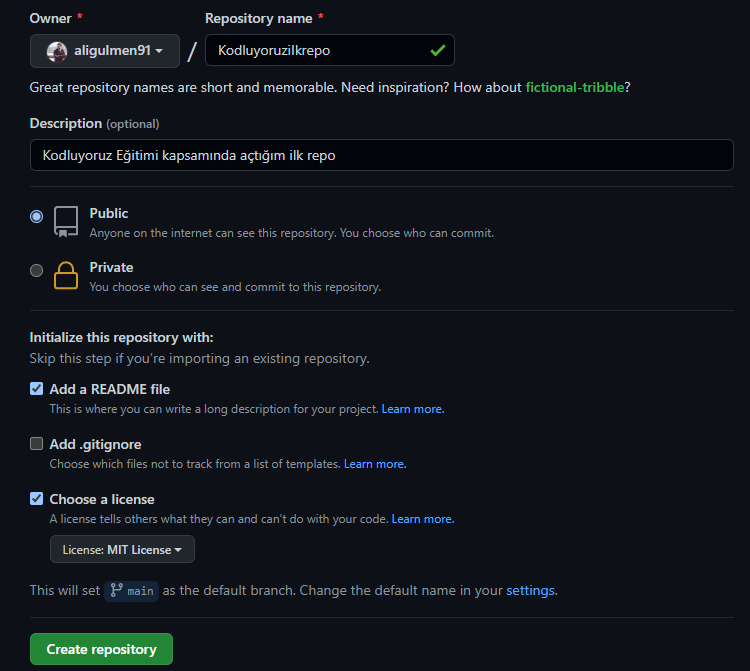 Owner * Repository name *
aligulmen91 / Kodluyoruzilkrepo
Great repository names are short and memorable. Need inspiration? How about fictional-tribble?
Description (optional)
Kodluyoruz Eğitimi kapsamında açtığım ilk repo
Public
Anyone on the internet can see this repository. You choose who can commit.
Private
You choose who can see and commit to this repository.
Initialize this repository with:
Skip this step if you're importing an existing repository.
Add a README file
This is where you can write a long description for your project. Learn more.
Add .gitignore
Choose which files not to track from a list of templates. Learn more.
Choose a license
A license tells others what they can and can't do with your code. Learn more.
License: MIT License
This will set main as the default branch. Change the default name in your settings.
Create repository